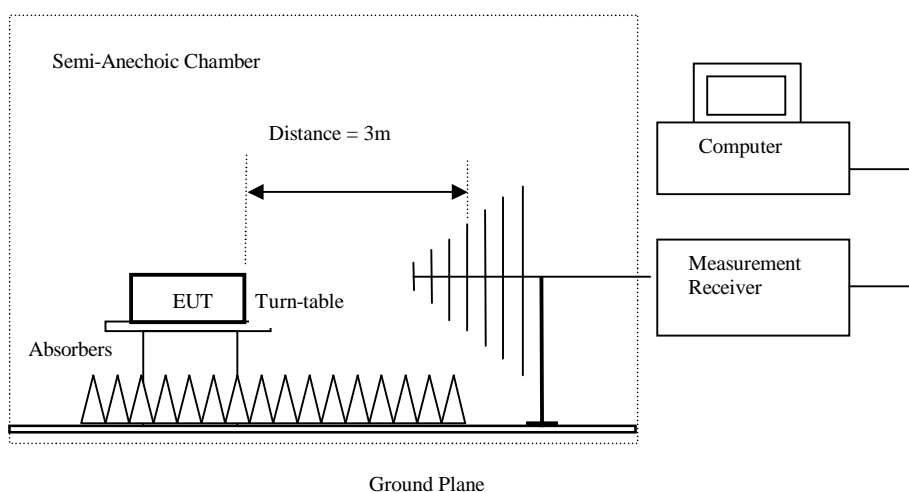 Semi-Anechoic Chamber
Distance = 3m
Computer
Measurement
Receiver
EUT
Turn-table
Absorbers
Ground Plane